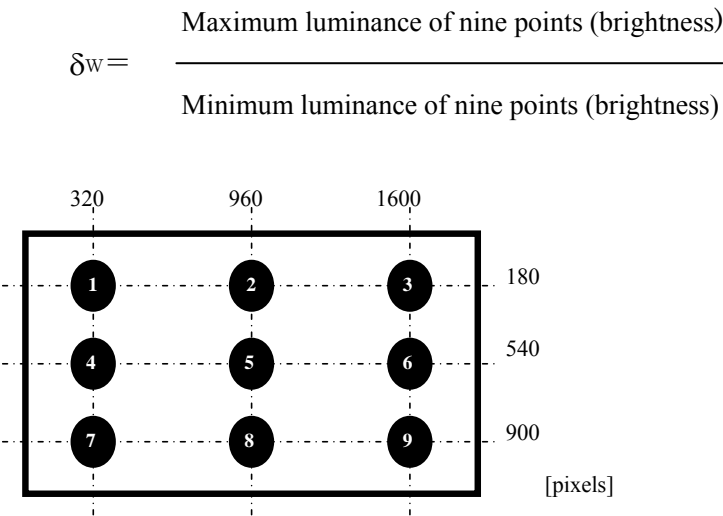 Maximum luminance of nine points (brightness)
δW＝
Minimum luminance of nine points (brightness)
320 960 1600
1 2 3 180
4 5 6 540
7 8 9 900
[pixels]